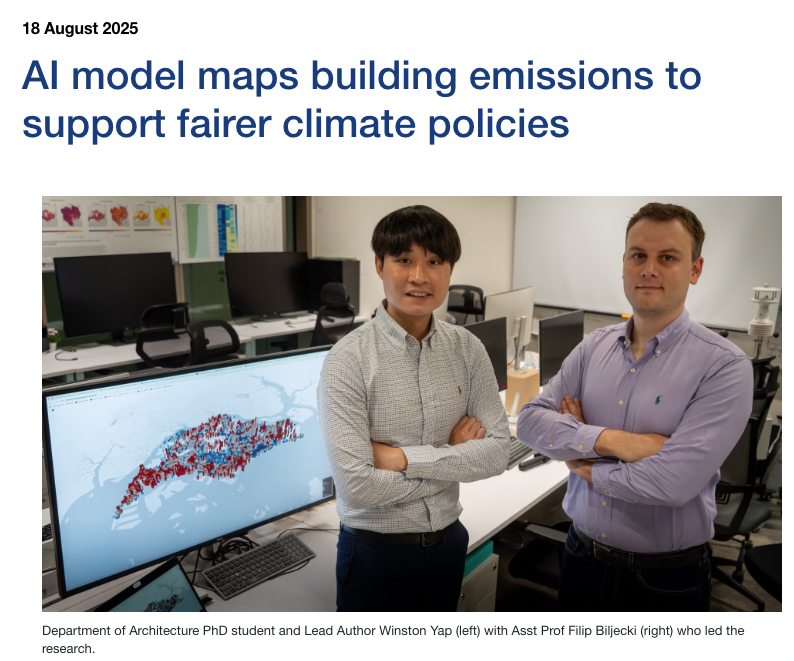 18 August 2025
AI model maps building emissions to
support fairer climate policies
Department of Architecture PhD student and Lead Author Winston Yap (left) with Asst Prof Filip Biljecki (right) who led the
research.